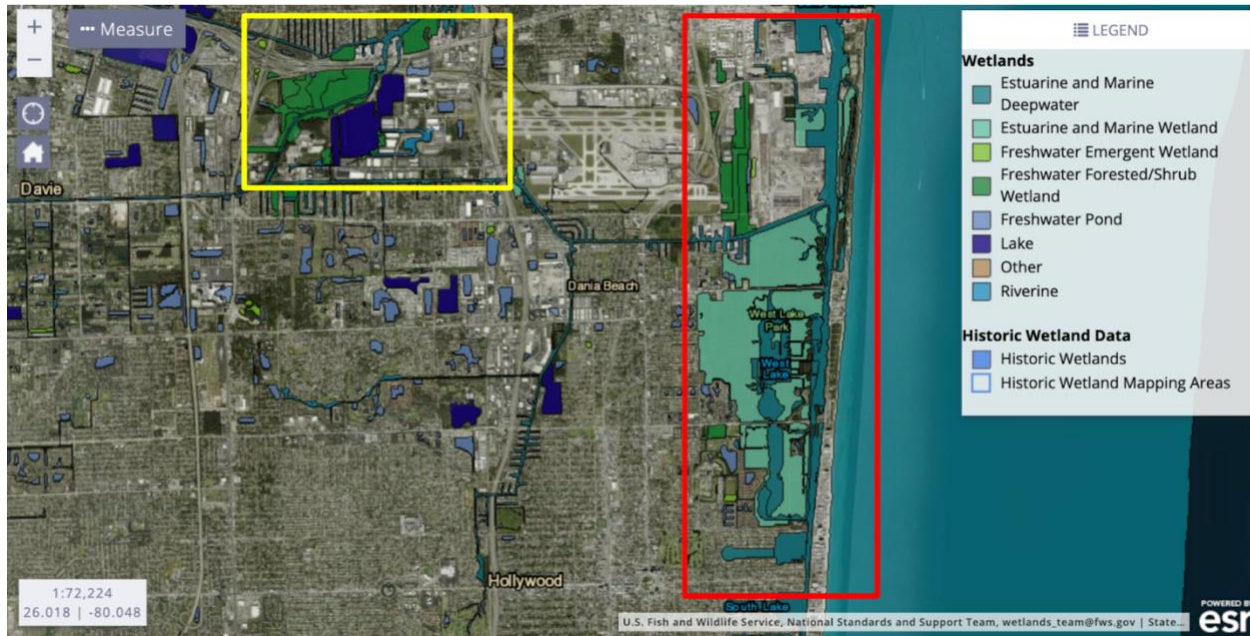 +
••• Measure
−
LEGEND
Wetlands
Estuarine and Marine
Deepwater
Estuarine and Marine Wetland
Freshwater Emergent Wetland
Freshwater Forested/Shrub
Wetland
Freshwater Pond
Lake
Other
Riverine
Historic Wetland Data
Historic Wetlands
Historic Wetland Mapping Areas
Davie
Dania Beach
West Lake
Park
West
Lake
Hollywood
South Lake
1:72,224
26.018 | -80.048
U.S. Fish and Wildlife Service, National Standards and Support Team, wetlands_team@fws.gov | State...
POWERED BY
esri